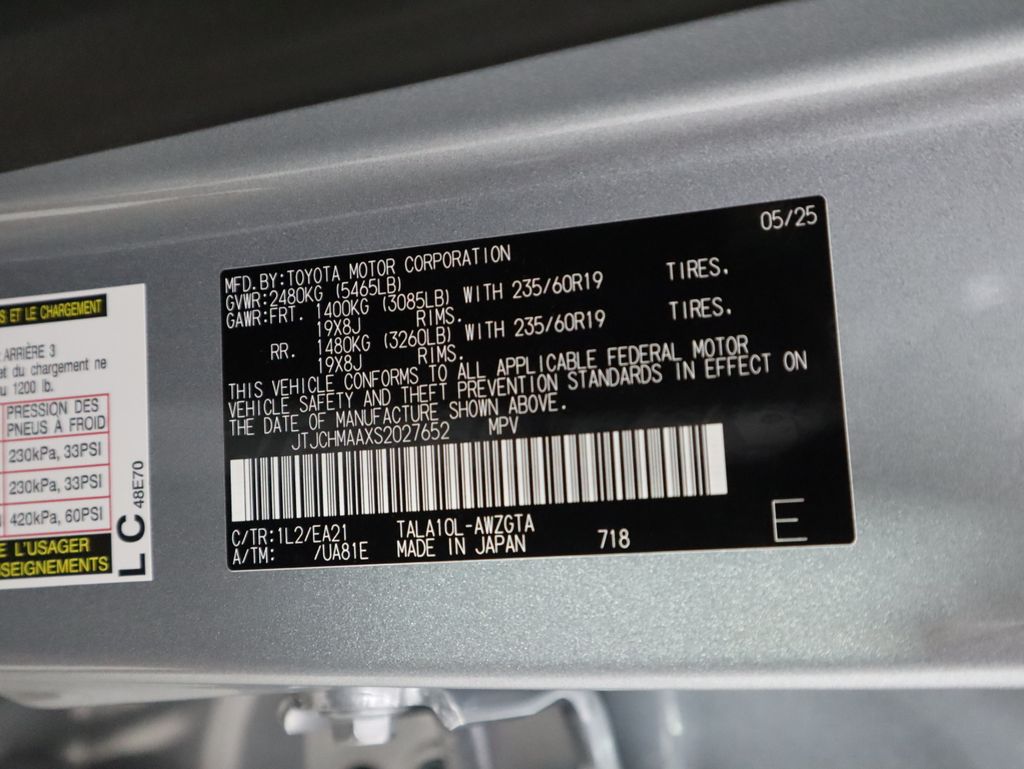 S ET LE CHARGEMENT
ARRIÈRE 3
et du chargement ne
u 1200 lb.
PRESSION DES
PNEUS À FROID
230kPa, 33PSI
230kPa, 33PSI
420kPa, 60PSI
E L'USAGER
SEIGNEMENTS
LC
48E70
05/25
MFD.BY:TOYOTA MOTOR CORPORATION
GVWR:2480KG (5465LB)
GAWR:FRT. 1400KG (3085LB) WITH 235/60R19 TIRES.
19X8J RIMS.
RR. 1480KG (3260LB) WITH 235/60R19 TIRES.
19X8J RIMS.
THIS VEHICLE CONFORMS TO ALL APPLICABLE FEDERAL MOTOR
VEHICLE SAFETY AND THEFT PREVENTION STANDARDS IN EFFECT ON
THE DATE OF MANUFACTURE SHOWN ABOVE.
JTJCHMAAXS2027652 MPV
C/TR:1L2/EA21 TALA10L-AWZGTA
A/TM: /UA81E MADE IN JAPAN 718
E